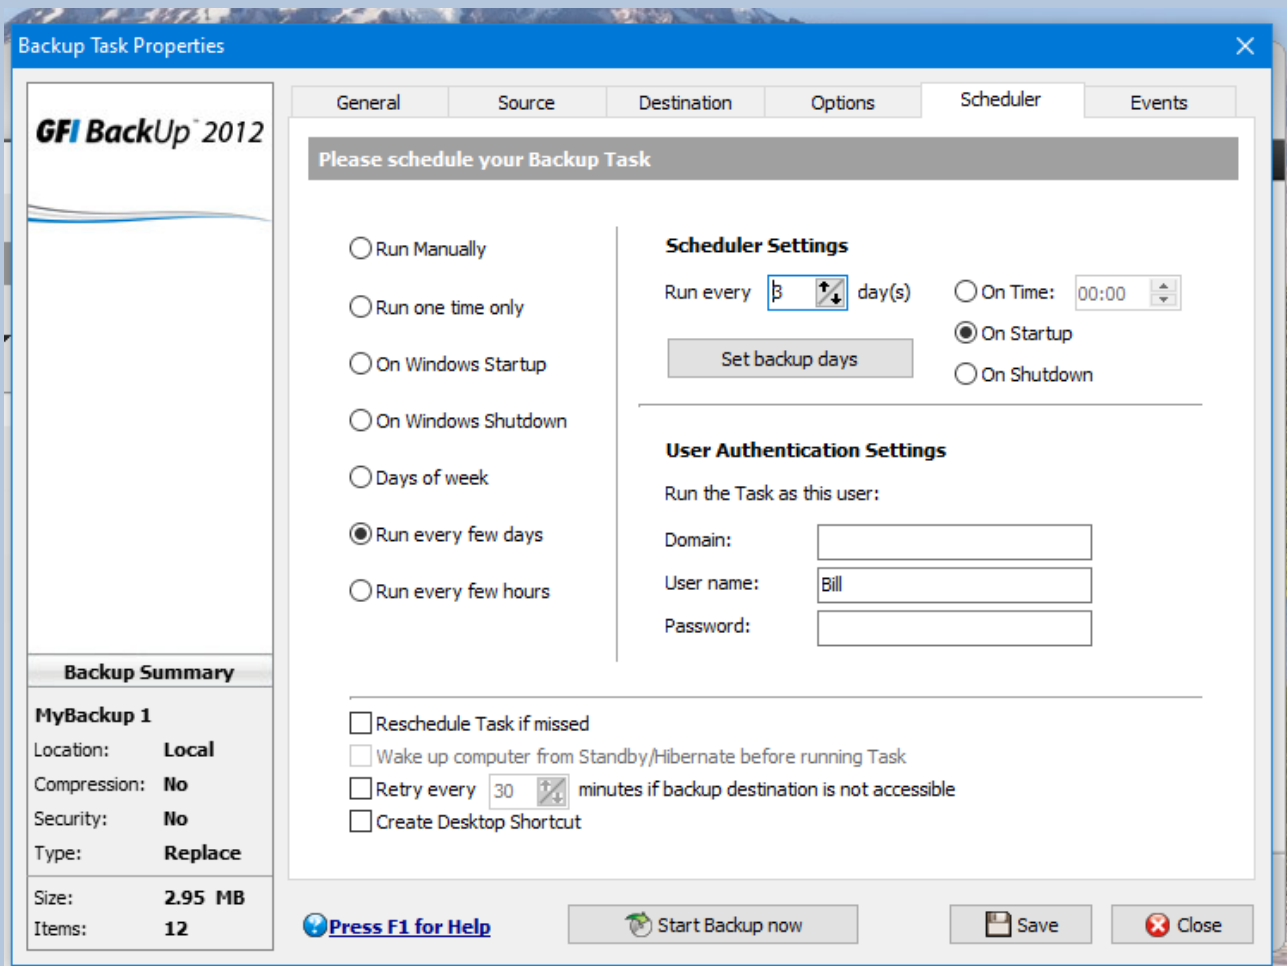 Backup Task Properties
GFI BackUp™ 2012
General Source Destination Options Scheduler Events
Please schedule your Backup Task
Run Manually
Run one time only
On Windows Startup
On Windows Shutdown
Days of week
Run every few days
Run every few hours
Scheduler Settings
Run every 3 day(s)
Set backup days
On Time: 00:00
On Startup
On Shutdown
User Authentication Settings
Run the Task as this user:
Domain:
User name: Bill
Password:
Reschedule Task if missed
Wake up computer from Standby/Hibernate before running Task
Retry every 30 minutes if backup destination is not accessible
Create Desktop Shortcut
Backup Summary
MyBackup 1
Location: Local
Compression: No
Security: No
Type: Replace
Size: 2.95 MB
Items: 12
Press F1 for Help
Start Backup now
Save
Close